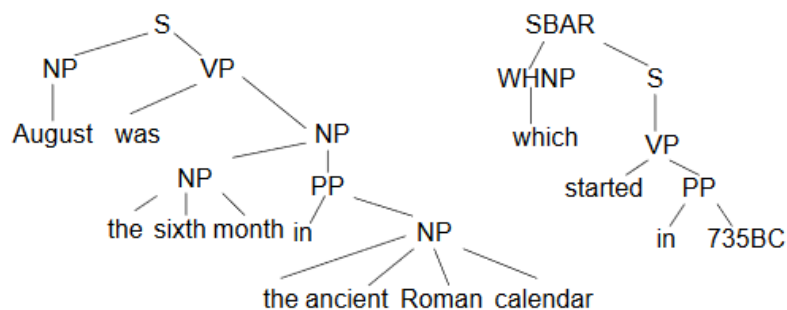 S SBAR
NP VP WHNP S
August was NP which VP
NP PP started PP
the sixth month in NP in 735BC
the ancient Roman calendar